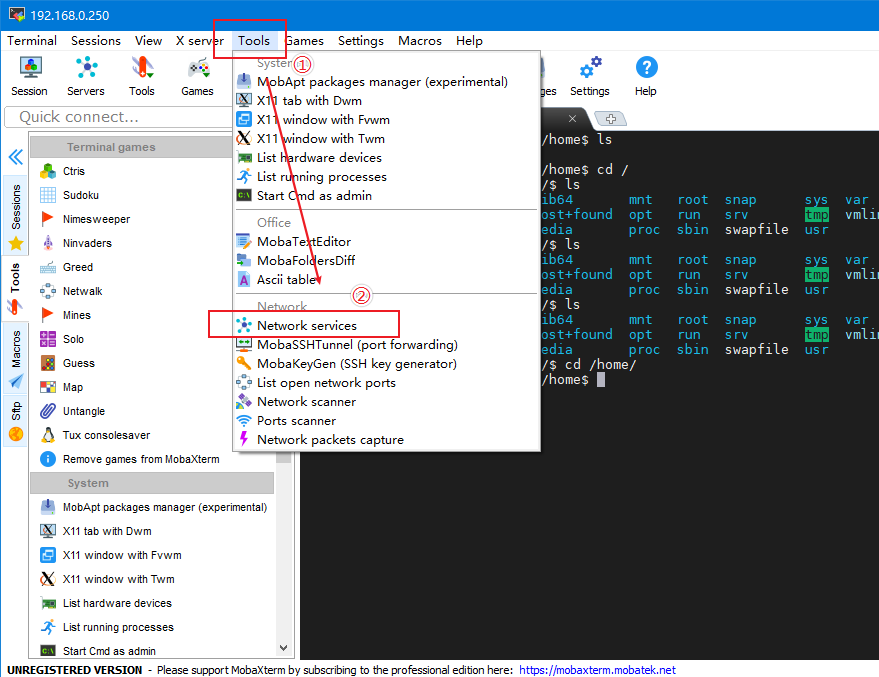 192.168.0.250
Terminal Sessions View X server Tools Games Settings Macros Help
①
Session Servers Tools Games Settings Help
Quick connect...
System
MobApt packages manager (experimental)
X11 tab with Dwm
X11 window with Fvwm
X11 window with Twm
List hardware devices
List running processes
Start Cmd as admin
Office
MobaTextEditor
MobaFoldersDiff
Ascii table
②
Network
Network services
MobaSSHTunnel (port forwarding)
MobaKeyGen (SSH key generator)
List open network ports
Network scanner
Ports scanner
Network packets capture
Sessions
Tools
Macros
Sftp
Terminal games
Ctris
Sudoku
Nimesweeper
Ninvaders
Greed
Netwalk
Mines
Solo
Guess
Map
Untangle
Tux consolesaver
Remove games from MobaXterm
System
MobApt packages manager (experimental)
X11 tab with Dwm
X11 window with Fvwm
X11 window with Twm
List hardware devices
List running processes
Start Cmd as admin
/home$ ls
/home$ cd /
/$ ls
ib64 mnt root snap sys var
ost+found opt run srv tmp vmlin
edia proc sbin swapfile usr
/$ ls
ib64 mnt root snap sys var
ost+found opt run srv tmp vmlin
edia proc sbin swapfile usr
/$ ls
ib64 mnt root snap sys var
ost+found opt run srv tmp vmlin
edia proc sbin swapfile usr
/$ cd /home/
/home$
UNREGISTERED VERSION - Please support MobaXterm by subscribing to the professional edition here: https://mobaxterm.mobatek.net